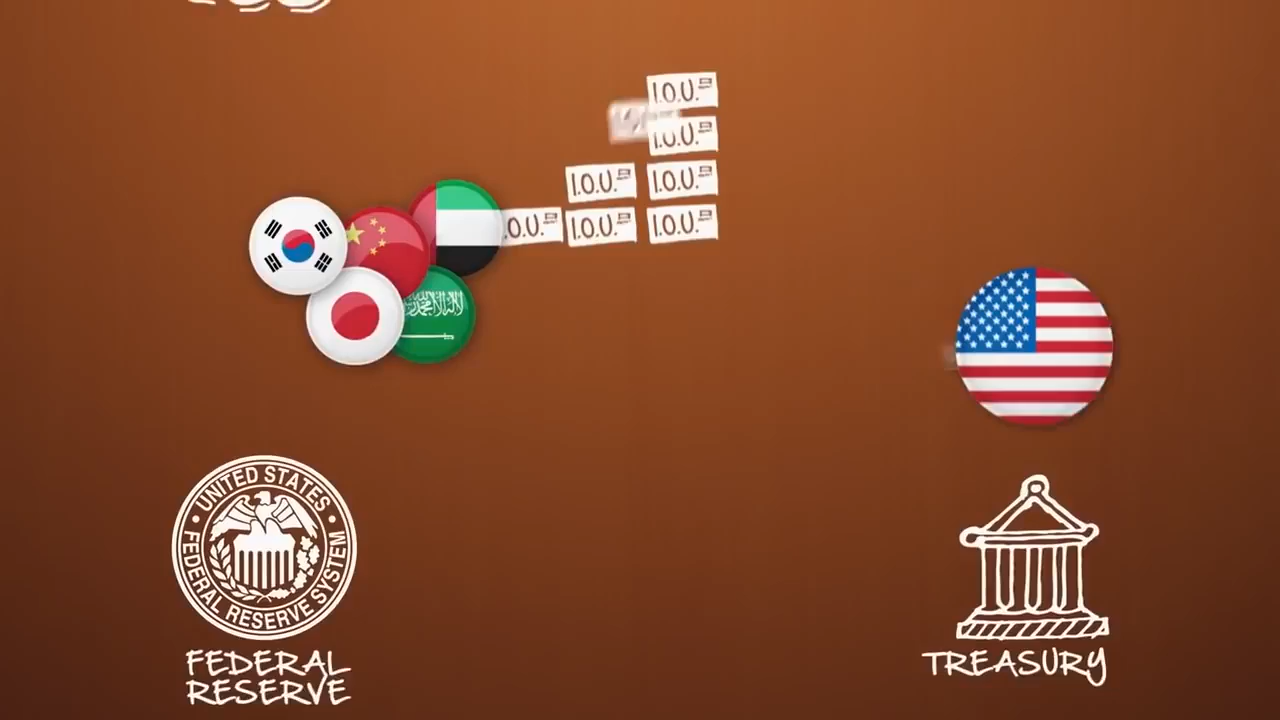 I.O.U.
I.O.U.
I.O.U.
I.O.U.
.O.U.
I.O.U.
I.O.U.
UNITED STATES
FEDERAL RESERVE SYSTEM
FEDERAL
RESERVE
TREASURY